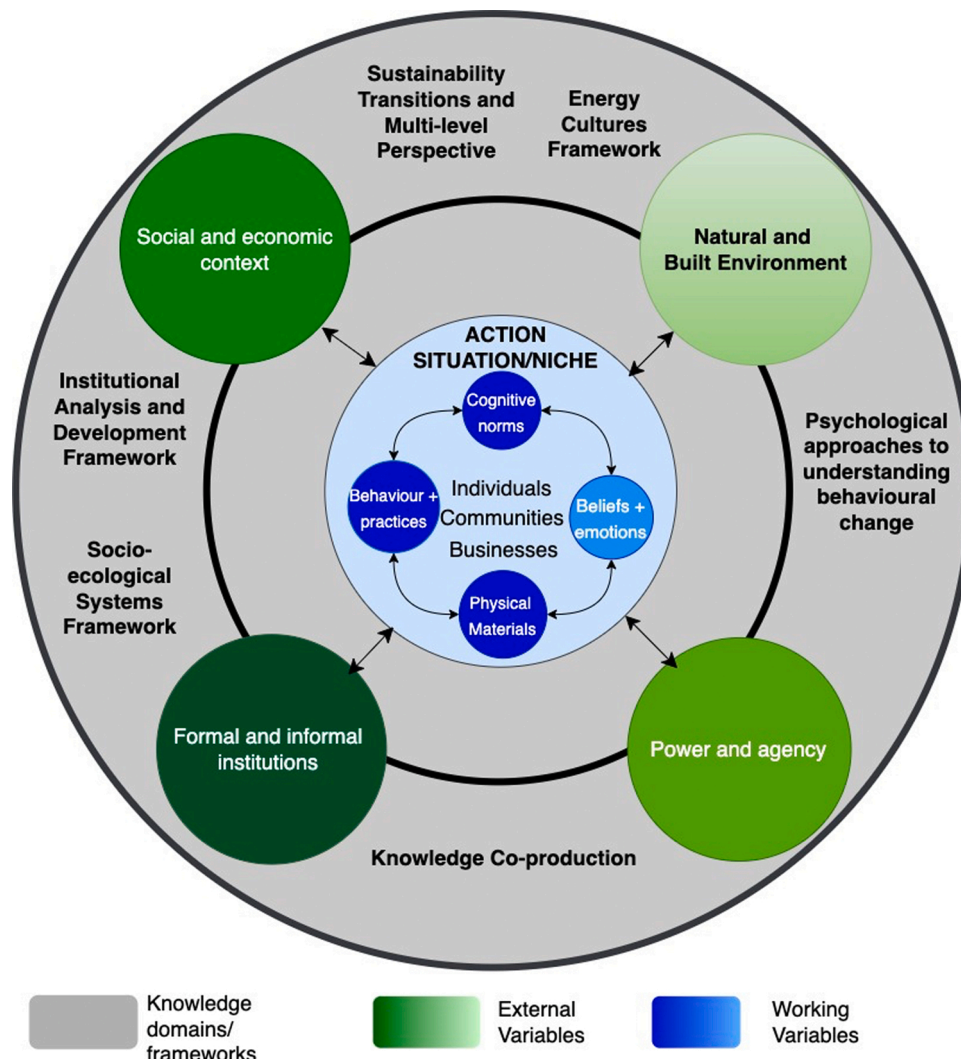 Sustainability
Transitions and
Multi-level
Perspective
Energy
Cultures
Framework
Social and economic
context
Natural and
Built Environment
ACTION
SITUATION/NICHE
Cognitive
norms
Institutional
Analysis and
Development
Framework
Psychological
approaches to
understanding
behavioural
change
Behaviour +
practices
Individuals
Communities
Businesses
Beliefs +
emotions
Socio-
ecological
Systems
Framework
Physical
Materials
Formal and informal
institutions
Power and agency
Knowledge Co-production
Knowledge
domains/
frameworks
External
Variables
Working
Variables